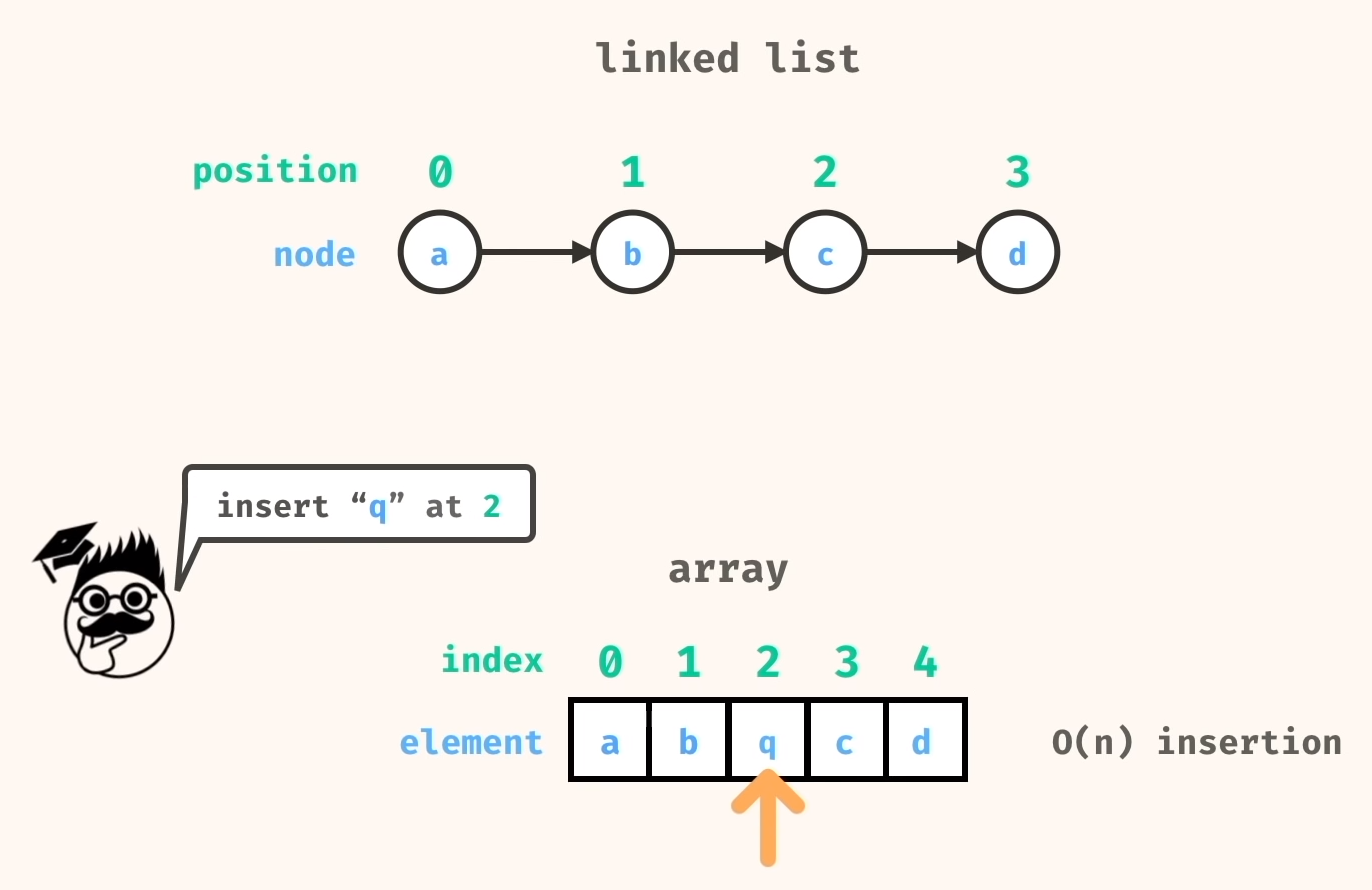 linked list
position 0 1 2 3
node a b c d
insert “q” at 2
array
index 0 1 2 3 4
element a b q c d O(n) insertion